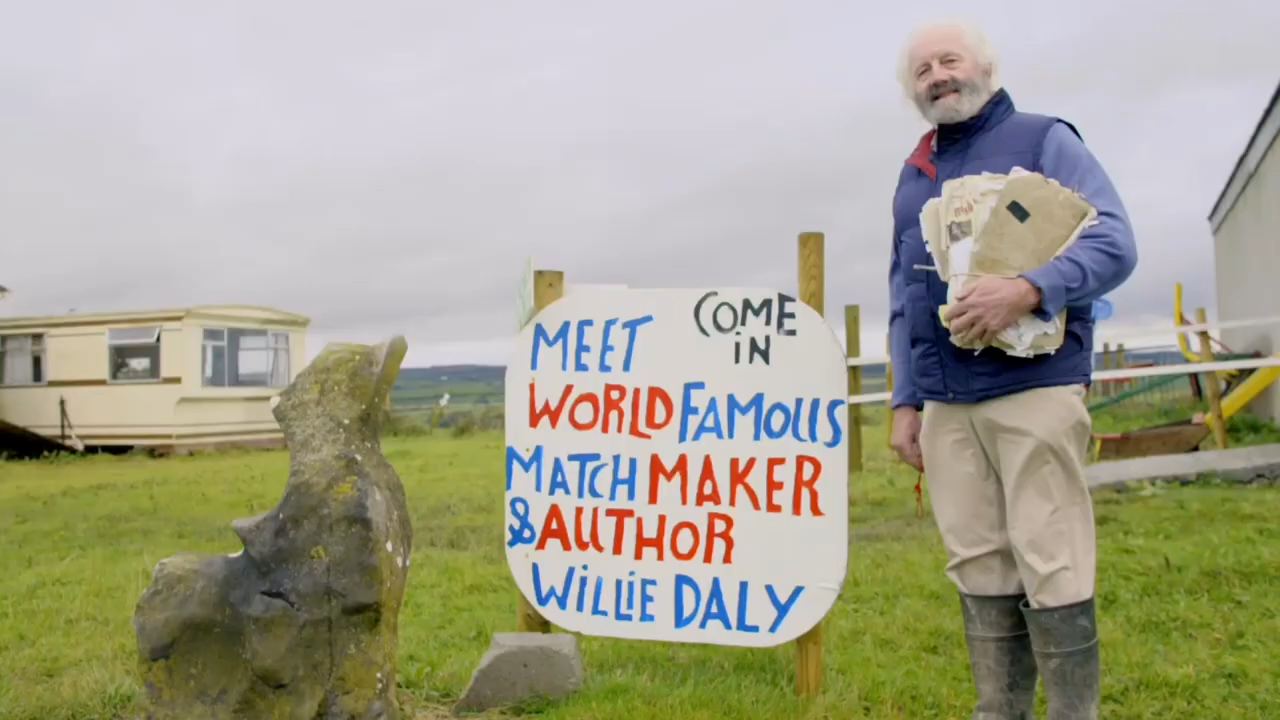 COME
IN
MEET
WORLD FAMOUS
MATCH MAKER
& AUTHOR
WILLIE DALY